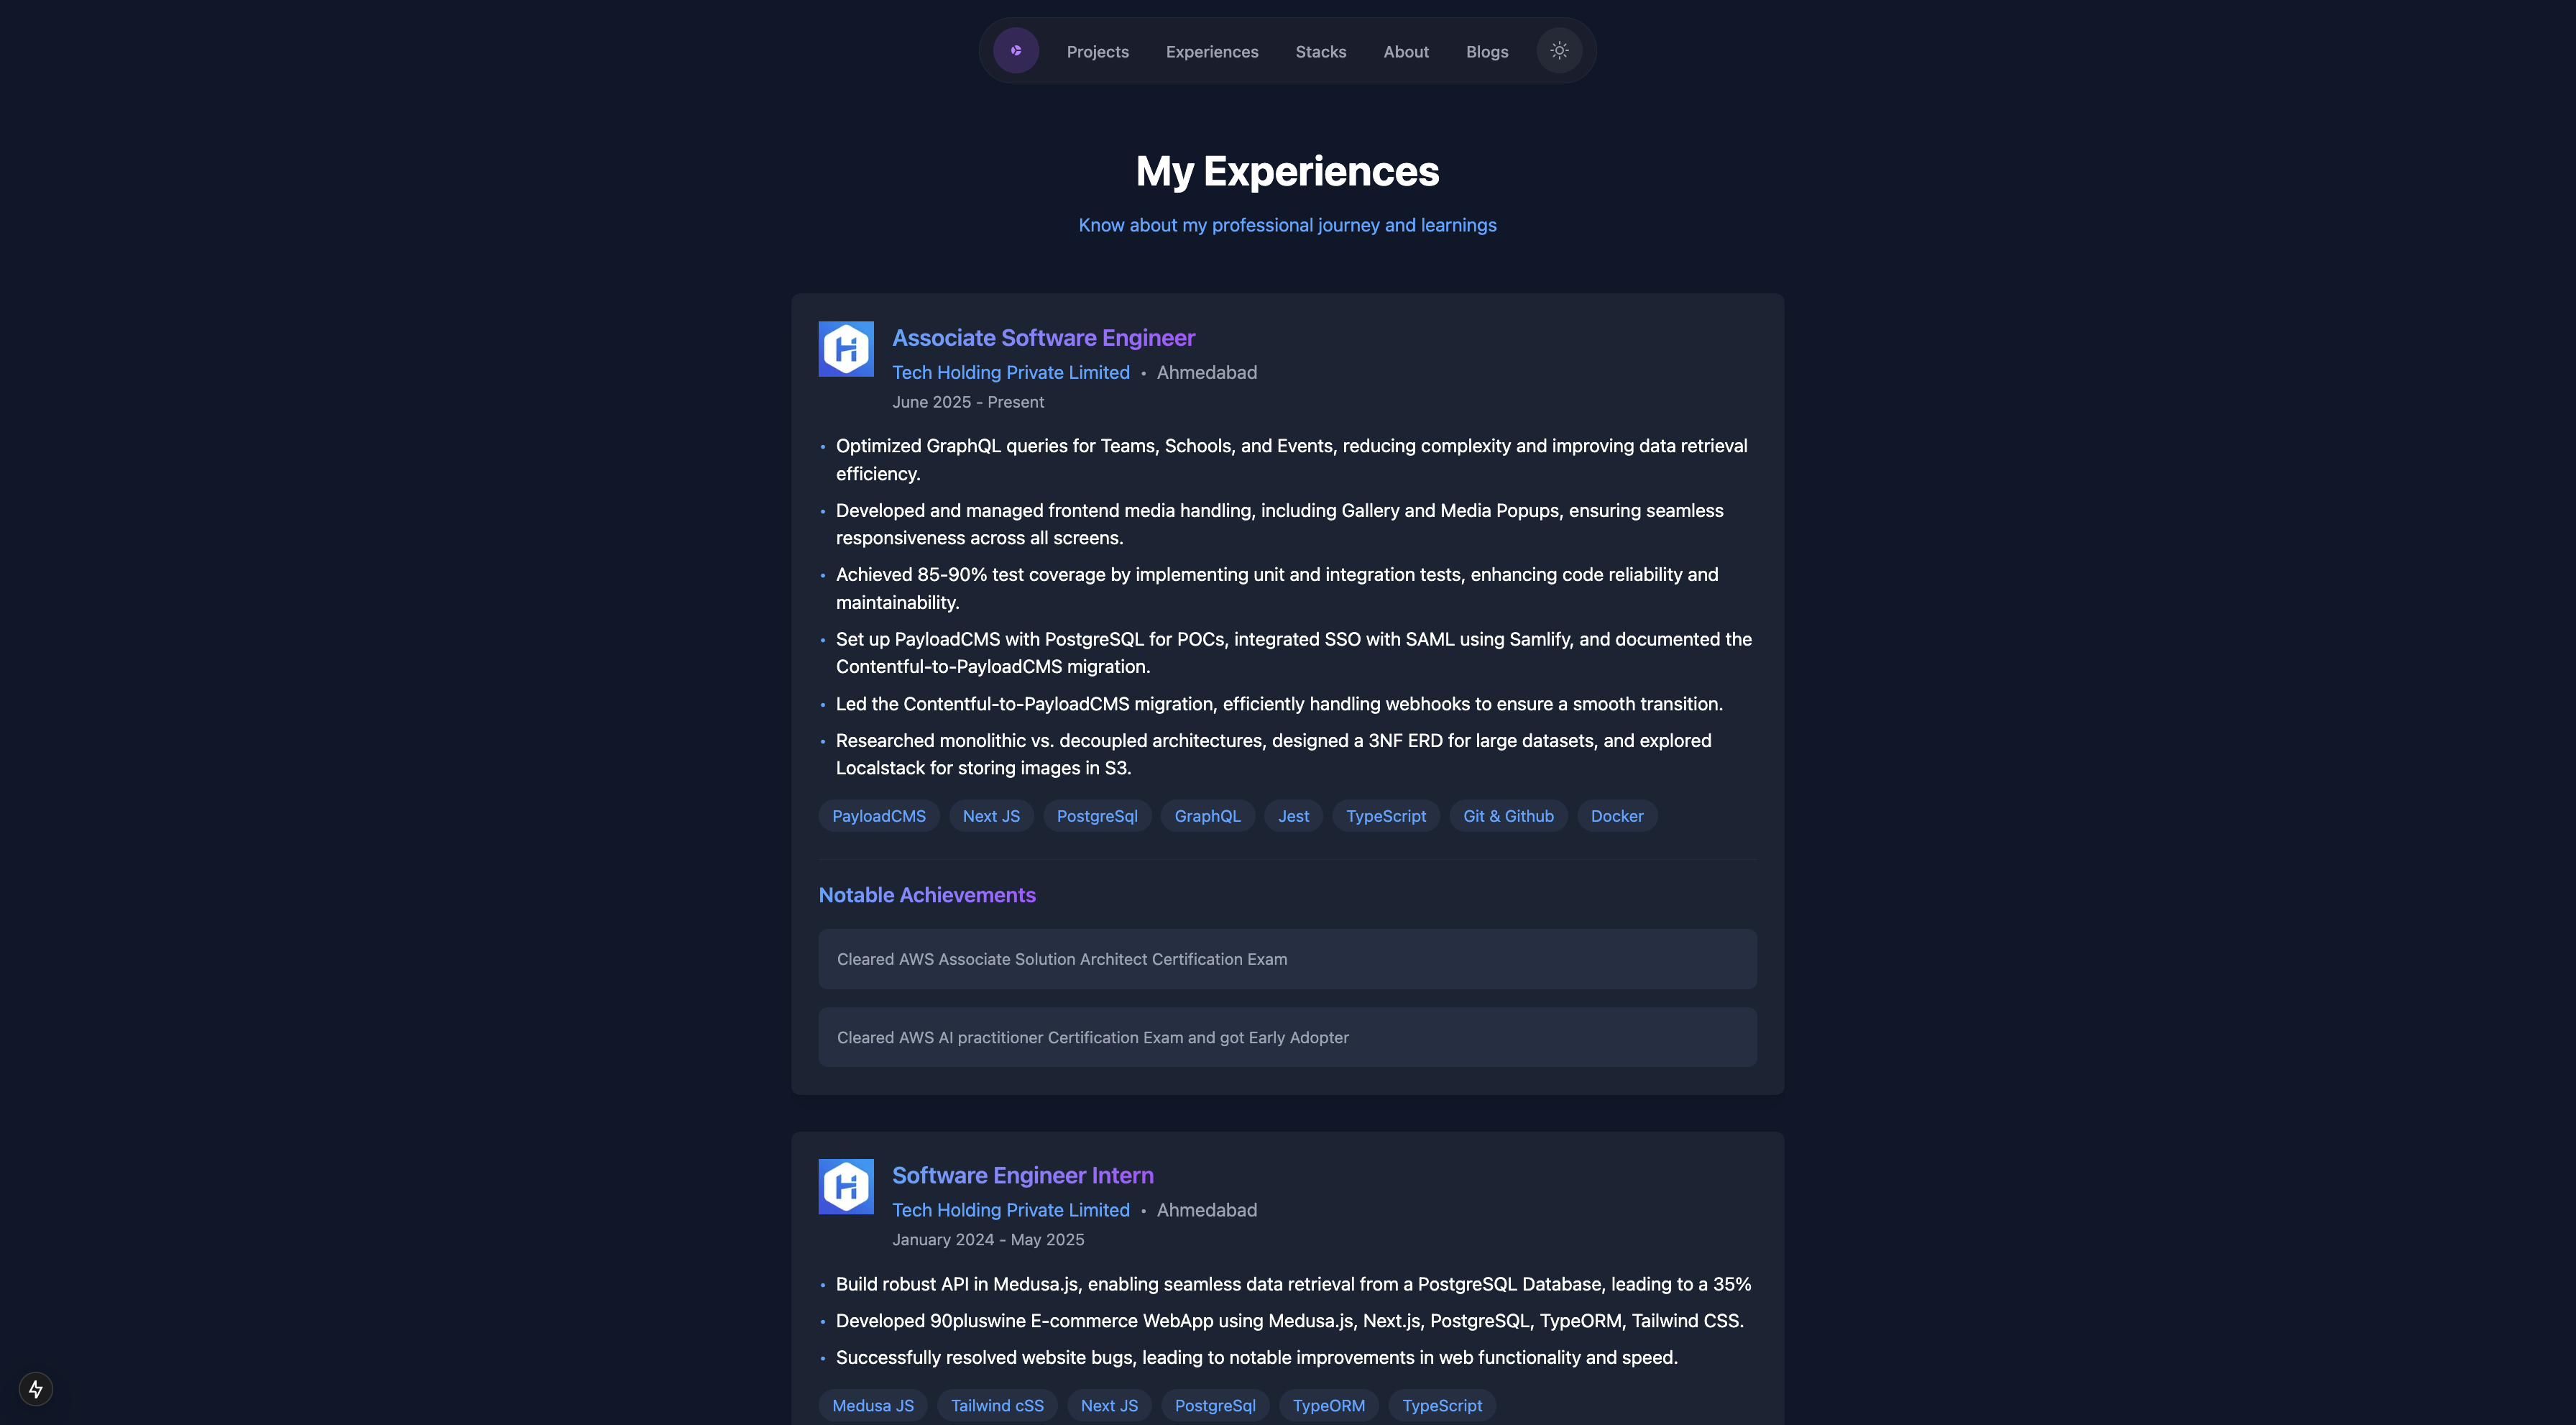 Projects Experiences Stacks About Blogs
My Experiences
Know about my professional journey and learnings
Associate Software Engineer
Tech Holding Private Limited • Ahmedabad
June 2025 - Present
• Optimized GraphQL queries for Teams, Schools, and Events, reducing complexity and improving data retrieval
efficiency.
• Developed and managed frontend media handling, including Gallery and Media Popups, ensuring seamless
responsiveness across all screens.
• Achieved 85-90% test coverage by implementing unit and integration tests, enhancing code reliability and
maintainability.
• Set up PayloadCMS with PostgreSQL for POCs, integrated SSO with SAML using Samlify, and documented the
Contentful-to-PayloadCMS migration.
• Led the Contentful-to-PayloadCMS migration, efficiently handling webhooks to ensure a smooth transition.
• Researched monolithic vs. decoupled architectures, designed a 3NF ERD for large datasets, and explored
Localstack for storing images in S3.
PayloadCMS Next JS PostgreSql GraphQL Jest TypeScript Git & Github Docker
Notable Achievements
Cleared AWS Associate Solution Architect Certification Exam
Cleared AWS AI practitioner Certification Exam and got Early Adopter
Software Engineer Intern
Tech Holding Private Limited • Ahmedabad
January 2024 - May 2025
• Build robust API in Medusa.js, enabling seamless data retrieval from a PostgreSQL Database, leading to a 35%
• Developed 90pluswine E-commerce WebApp using Medusa.js, Next.js, PostgreSQL, TypeORM, Tailwind CSS.
• Successfully resolved website bugs, leading to notable improvements in web functionality and speed.
Medusa JS Tailwind cSS Next JS PostgreSql TypeORM TypeScript